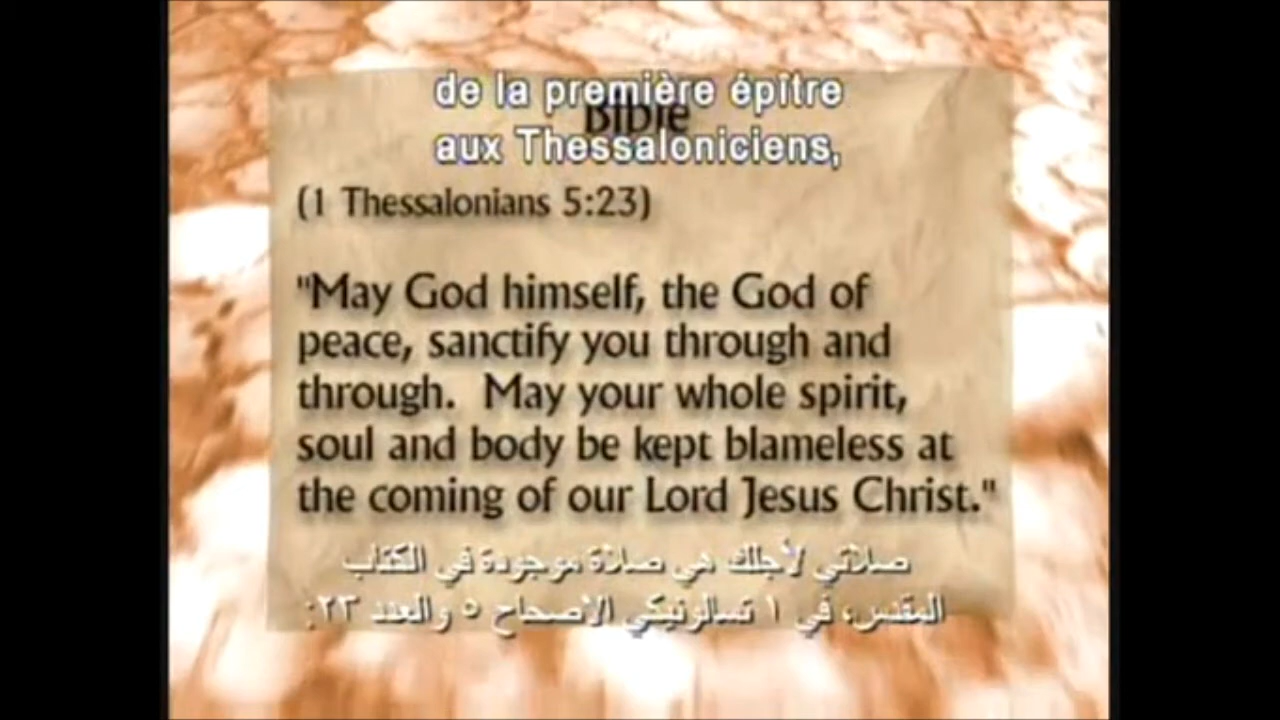 de la première épître
Bible
aux Thessaloniciens,
(1 Thessalonians 5:23)
"May God himself, the God of
peace, sanctify you through and
through. May your whole spirit,
soul and body be kept blameless at
the coming of our Lord Jesus Christ."
صلاتي لأجلك هي صلاة موجودة في الكتاب
المقدس، في ١ تسالونيكي الاصحاح ٥ والعدد ٢٣: